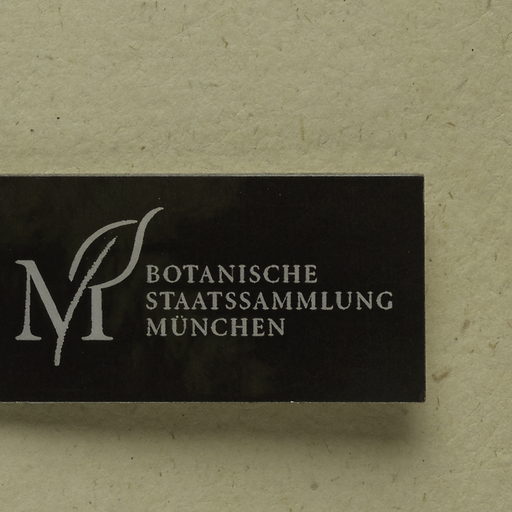 M
BOTANISCHE
STAATSSAMMLUNG
MÜNCHEN